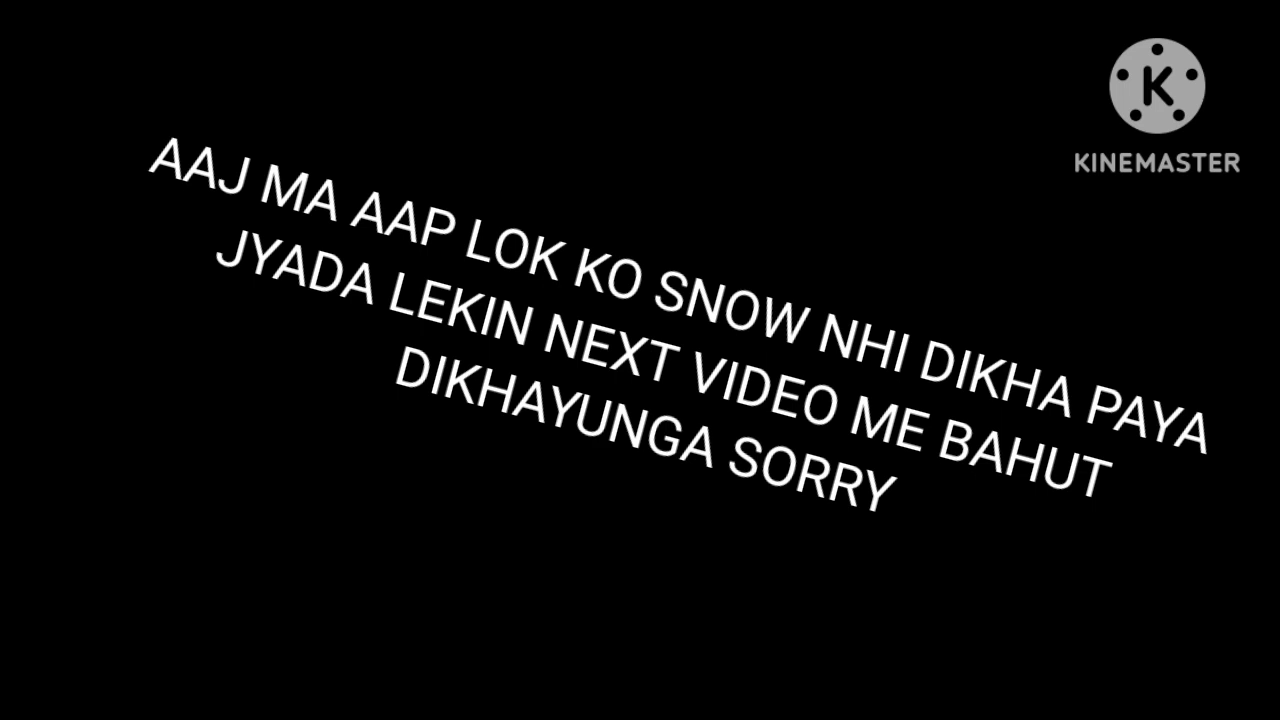 K
KINEMASTER
AAJ MA AAP LOK KO SNOW NHI DIKHA PAYA
JYADA LEKIN NEXT VIDEO ME BAHUT
DIKHAYUNGA SORRY